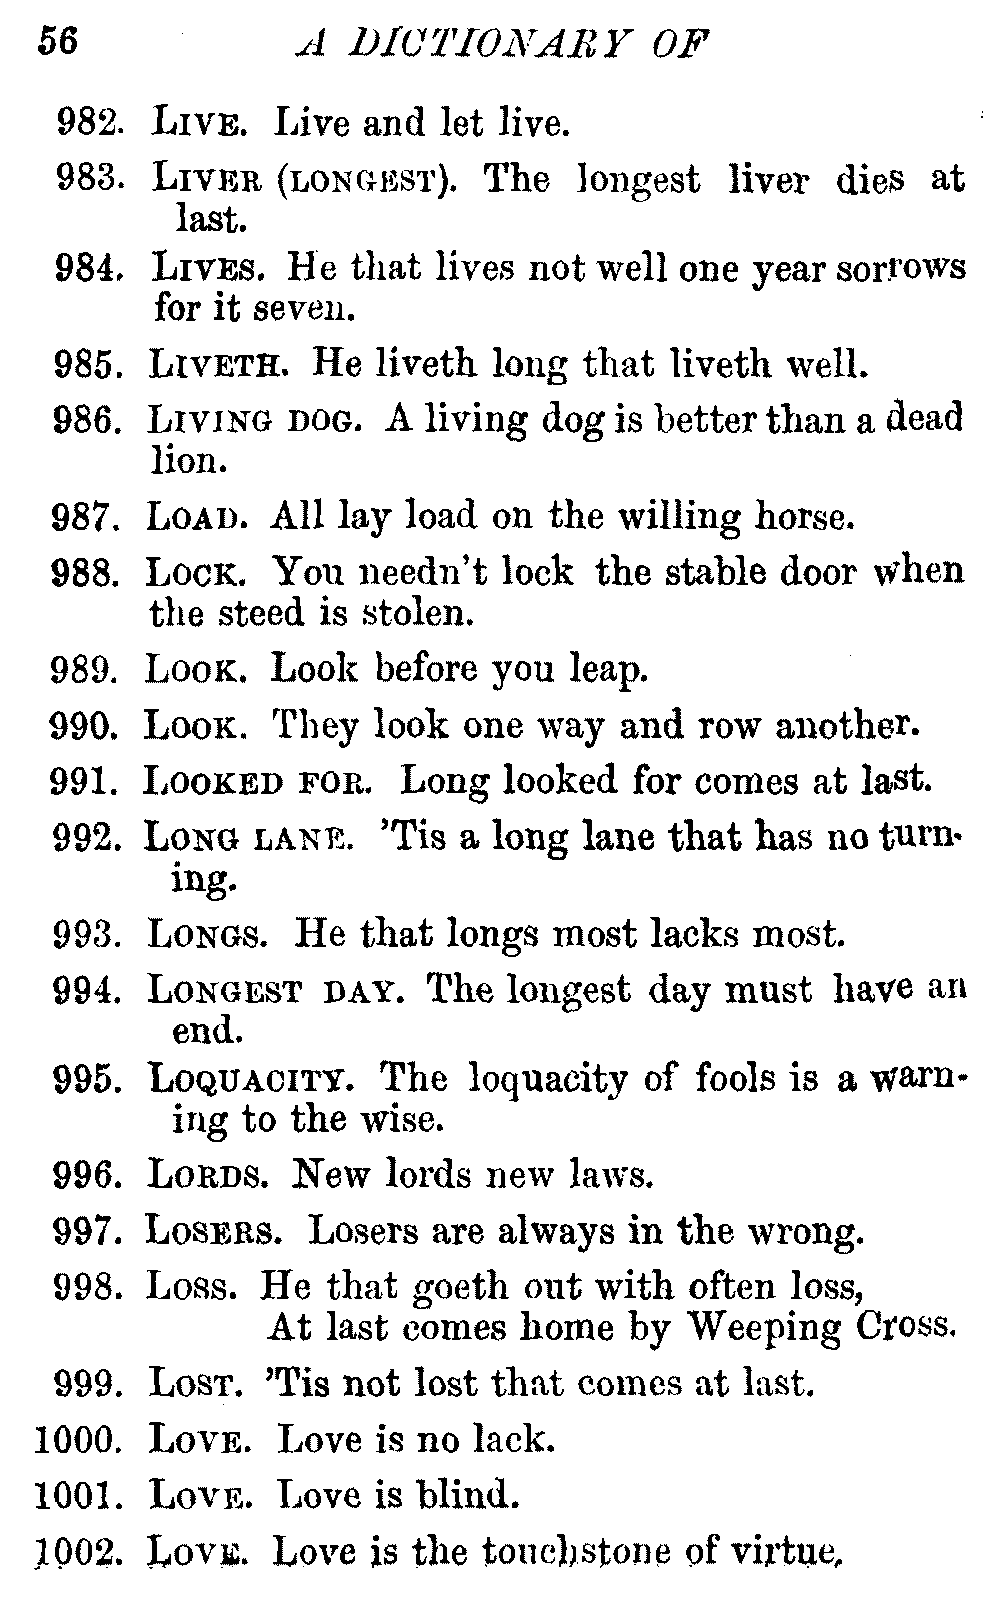 56 A DICTIONARY OF
982. LIVE. Live and let live.
983. LIVER (LONGEST). The longest liver dies at
last.
984. LIVES. He that lives not well one year sorrows
for it seven.
985. LIVETH. He liveth long that liveth well.
986. LIVING DOG. A living dog is better than a dead
lion.
987. LOAD. All lay load on the willing horse.
988. LOCK. You needn't lock the stable door when
the steed is stolen.
989. LOOK. Look before you leap.
990. LOOK. They look one way and row another.
991. LOOKED FOR. Long looked for comes at last.
992. LONG LANE. 'Tis a long lane that has no turn-
ing.
993. LONGS. He that longs most lacks most.
994. LONGEST DAY. The longest day must have an
end.
995. LOQUACITY. The loquacity of fools is a warn-
ing to the wise.
996. LORDS. New lords new laws.
997. LOSERS. Losers are always in the wrong.
998. LOSS. He that goeth out with often loss,
At last comes home by Weeping Cross.
999. LOST. 'Tis not lost that comes at last.
1000. LOVE. Love is no lack.
1001. LOVE. Love is blind.
1002. LOVE. Love is the touchstone of virtue.